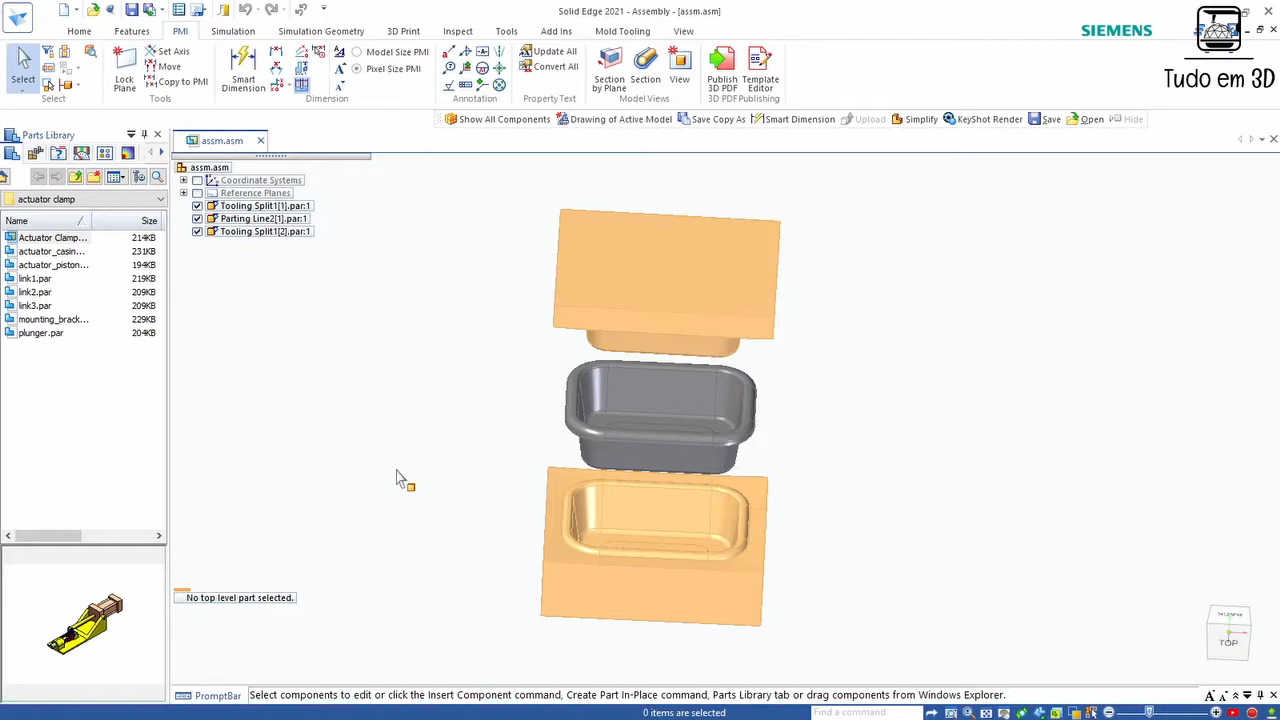 Solid Edge 2021 - Assembly - [assm.asm]
Home Features PMI Simulation Simulation Geometry 3D Print Inspect Tools Add Ins Mold Tooling View
SIEMENS
Tudo em 3D
Select
Select
Lock Plane
Set Axis
Move
Copy to PMI
Tools
Smart Dimension
Model Size PMI
Pixel Size PMI
Dimension
Annotation
Update All
Convert All
Property Text
Section by Plane
Section
View
Model Views
Publish 3D PDF
Template Editor
3D PDF Publishing
Show All Components Drawing of Active Model Save Copy As Smart Dimension Upload Simplify KeyShot Render Save Open Hide
Parts Library
assm.asm
actuator clamp
Name Size
Actuator Clamp... 214KB
actuator_casin... 231KB
actuator_piston... 194KB
link1.par 219KB
link2.par 209KB
link3.par 209KB
mounting_brack... 229KB
plunger.par 204KB
assm.asm
Coordinate Systems
Reference Planes
Tooling Split1[1].par:1
Parting Line2[1].par:1
Tooling Split1[2].par:1
No top level part selected.
TOP
PromptBar
Select components to edit or click the Insert Component command, Create Part In-Place command, Parts Library tab or drag components from Windows Explorer.
0 items are selected
Find a command